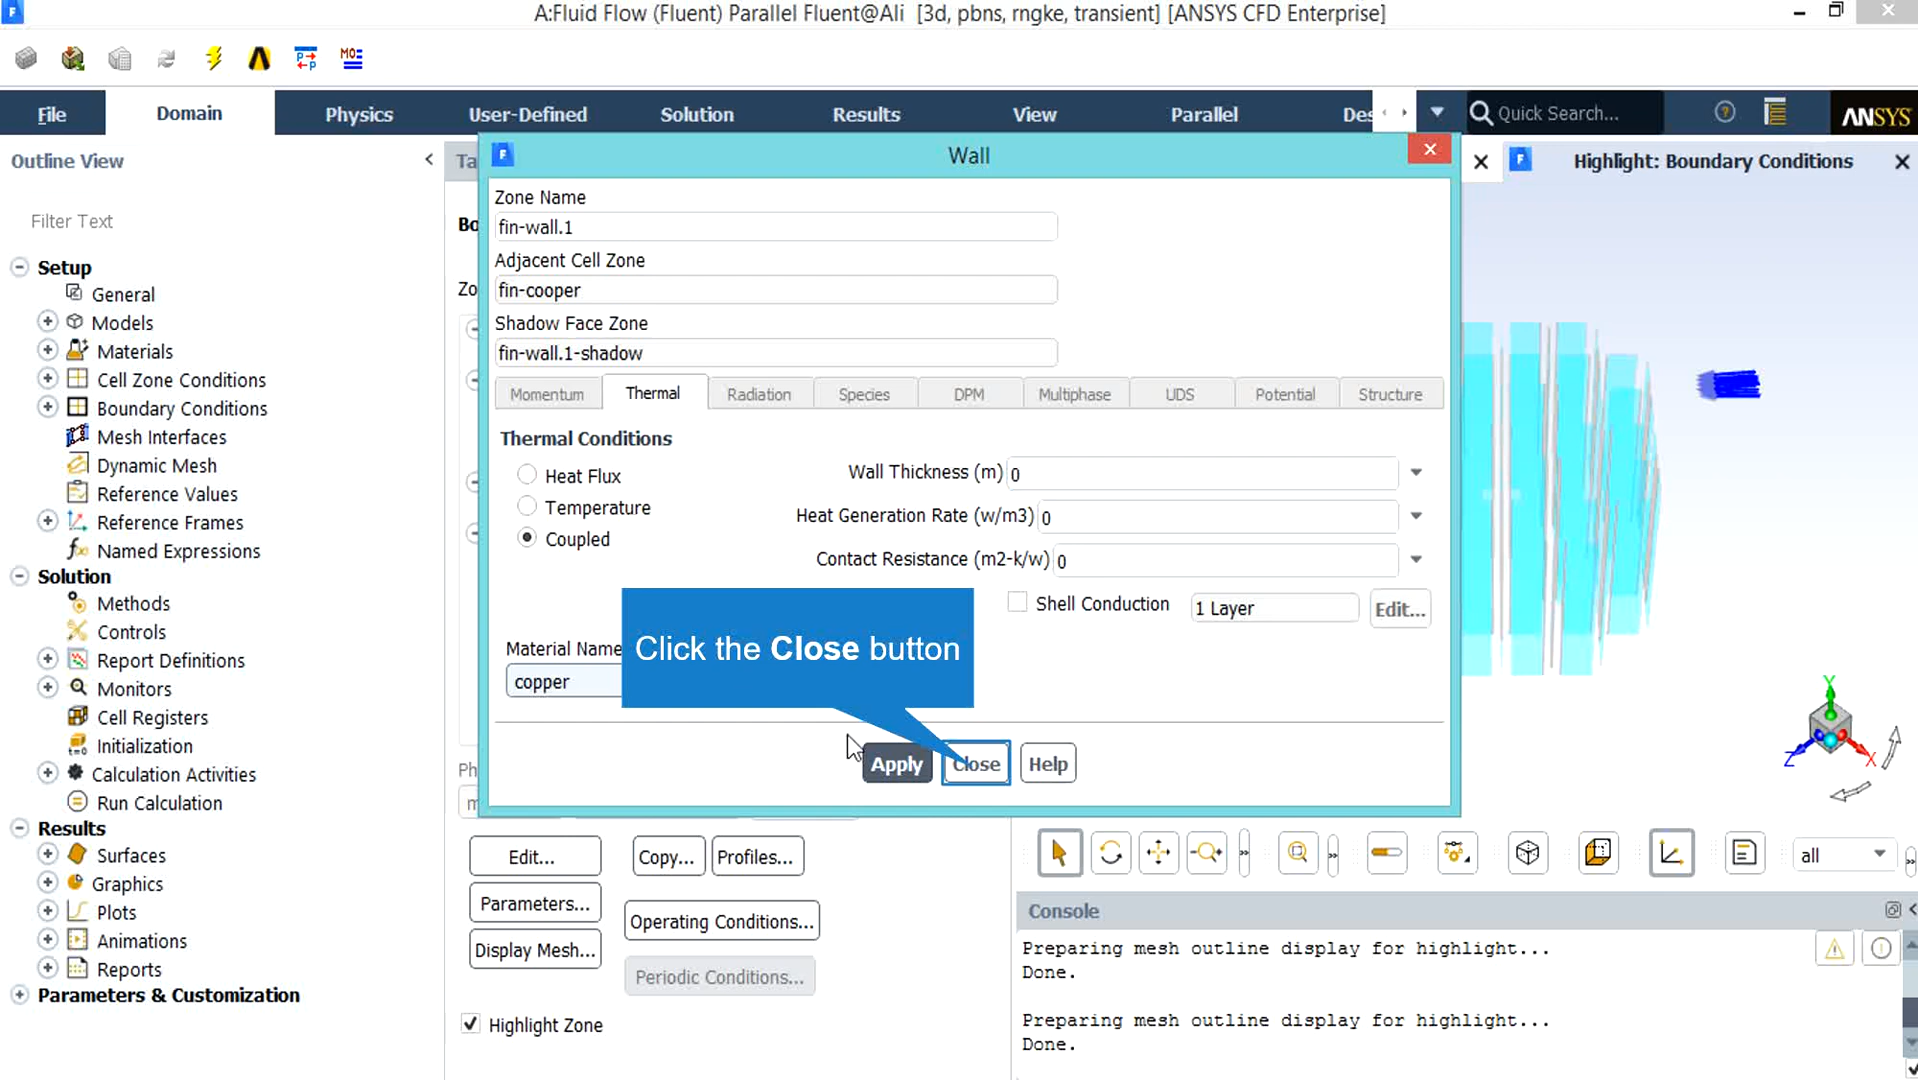 A:Fluid Flow (Fluent) Parallel Fluent@Ali [3d, pbns, rngke, transient] [ANSYS CFD Enterprise]
File
Domain
Physics
User-Defined
Solution
Results
View
Parallel
Des
Quick Search...
ANSYS
Outline View
Ta
Wall
Highlight: Boundary Conditions
Filter Text
Setup
General
Models
Materials
Cell Zone Conditions
Boundary Conditions
Mesh Interfaces
Dynamic Mesh
Reference Values
Reference Frames
Named Expressions
Solution
Methods
Controls
Report Definitions
Monitors
Cell Registers
Initialization
Calculation Activities
Run Calculation
Results
Surfaces
Graphics
Plots
Animations
Reports
Parameters & Customization
Bo
Zo
Ph
Zone Name
fin-wall.1
Adjacent Cell Zone
fin-cooper
Shadow Face Zone
fin-wall.1-shadow
Momentum
Thermal
Radiation
Species
DPM
Multiphase
UDS
Potential
Structure
Thermal Conditions
Heat Flux
Temperature
Coupled
Wall Thickness (m) 0
Heat Generation Rate (w/m3) 0
Contact Resistance (m2-k/w) 0
Shell Conduction
1 Layer
Edit...
Material Name
copper
Click the Close button
Apply
Close
Help
Edit...
Copy...
Profiles...
Parameters...
Operating Conditions...
Display Mesh...
Periodic Conditions...
Highlight Zone
Y
Z
X
all
Console
Preparing mesh outline display for highlight...
Done.
Preparing mesh outline display for highlight...
Done.